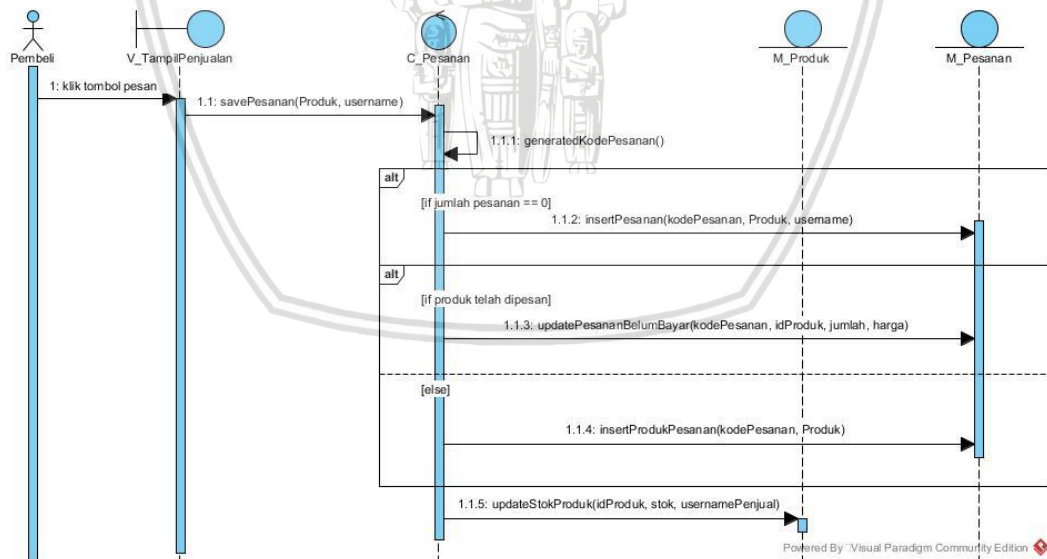 Pembeli
V_TampilPenjualan
C_Pesanan
M_Produk
M_Pesanan
1: klik tombol pesan
1.1: savePesanan(Produk, username)
1.1.1: generatedKodePesanan()
alt
[if jumlah pesanan == 0]
1.1.2: insertPesanan(kodePesanan, Produk, username)
alt
[if produk telah dipesan]
1.1.3: updatePesananBelumBayar(kodePesanan, idProduk, jumlah, harga)
[else]
1.1.4: insertProdukPesanan(kodePesanan, Produk)
1.1.5: updateStokProduk(idProduk, stok, usernamePenjual)
Powered By Visual Paradigm Community Edition